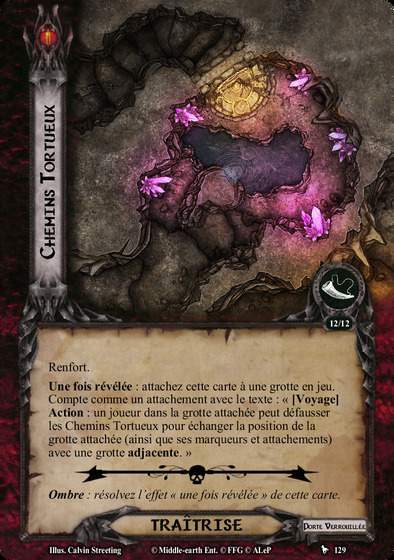 CHEMINS TORTUEUX
12/12
Renfort.
Une fois révélée : attachez cette carte à une grotte en jeu.
Compte comme un attachement avec le texte : « [Voyage]
Action : un joueur dans la grotte attachée peut défausser
les Chemins Tortueux pour échanger la position de la
grotte attachée (ainsi que ses marqueurs et attachements)
avec une grotte adjacente. »
Ombre : résolvez l'effet « une fois révélée » de cette carte.
TRAÎTRISE
PORTE VERROUILLÉE
Illus. Calvin Streeting
© Middle-earth Ent. © FFG © ALeP
129